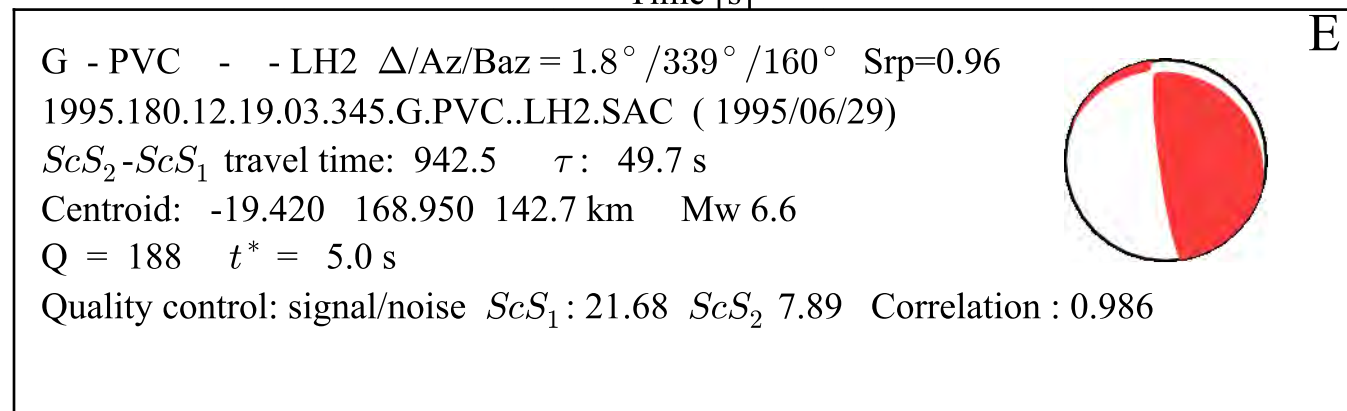 E
G - PVC - - LH2 Δ/Az/Baz = 1.8° /339° /160° Srp=0.96
1995.180.12.19.03.345.G.PVC..LH2.SAC ( 1995/06/29)
ScS₂-ScS₁ travel time: 942.5 τ : 49.7 s
Centroid: -19.420 168.950 142.7 km Mw 6.6
Q = 188 t* = 5.0 s
Quality control: signal/noise ScS₁: 21.68 ScS₂ 7.89 Correlation : 0.986